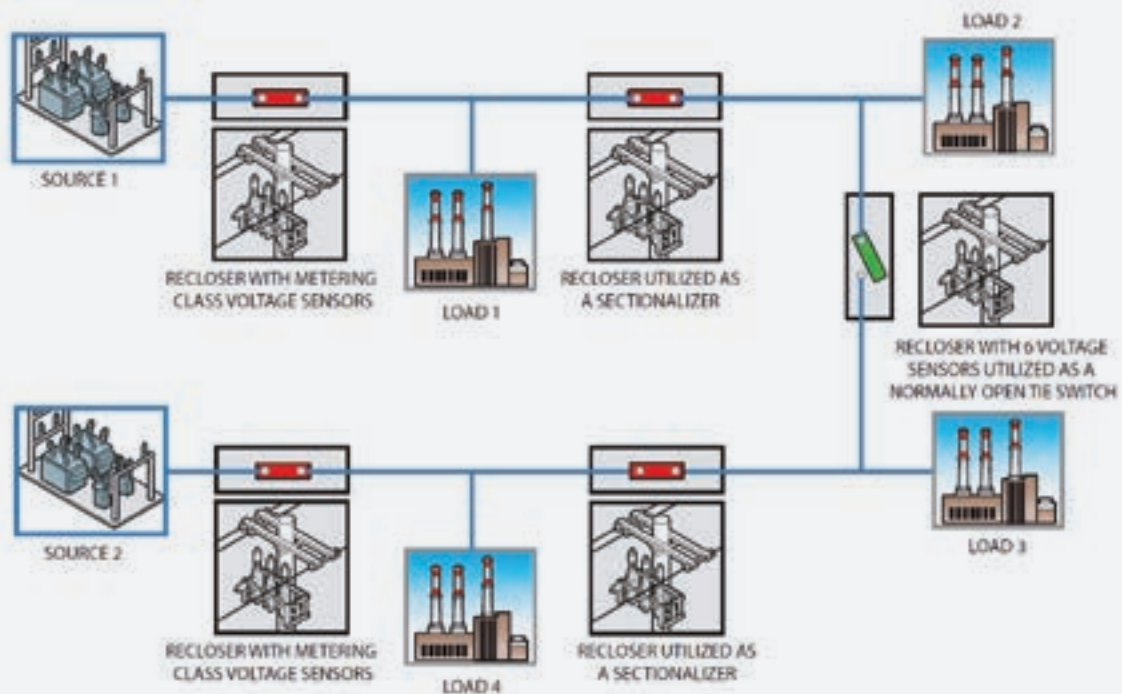 LOAD 2
SOURCE 1
RECLOSER WITH METERING
CLASS VOLTAGE SENSORS
LOAD 1
RECLOSER UTILIZED AS
A SECTIONALIZER
RECLOSER WITH 6 VOLTAGE
SENSORS UTILIZED AS A
NORMALLY OPEN TIE SWITCH
SOURCE 2
RECLOSER WITH METERING
CLASS VOLTAGE SENSORS
LOAD 4
RECLOSER UTILIZED AS
A SECTIONALIZER
LOAD 3